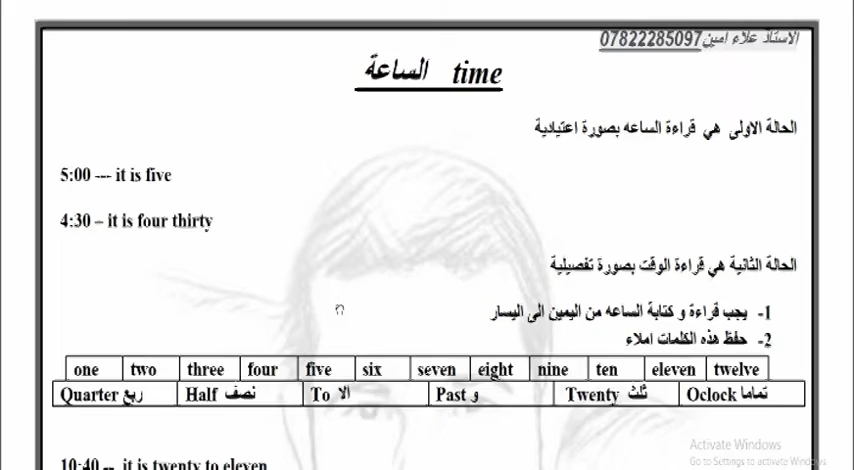 الاستاذ علاء امين 07822285097
الساعة time
الحالة الاولى هي قراءة الساعه بصورة اعتيادية
5:00 --- it is five
4:30 – it is four thirty
الحالة الثانية هي قراءة الوقت بصورة تفصيلية
1- يجب قراءة و كتابة الساعه من اليمين الى اليسار
2- حفظ هذه الكلمات املاء
one two three four five six seven eight nine ten eleven twelve
Quarter ربع Half نصف To الا Past و Twenty ثلث Oclock تماما
10:40 -- it is twenty to eleven
Activate Windows
Go to Settings to activate Windows